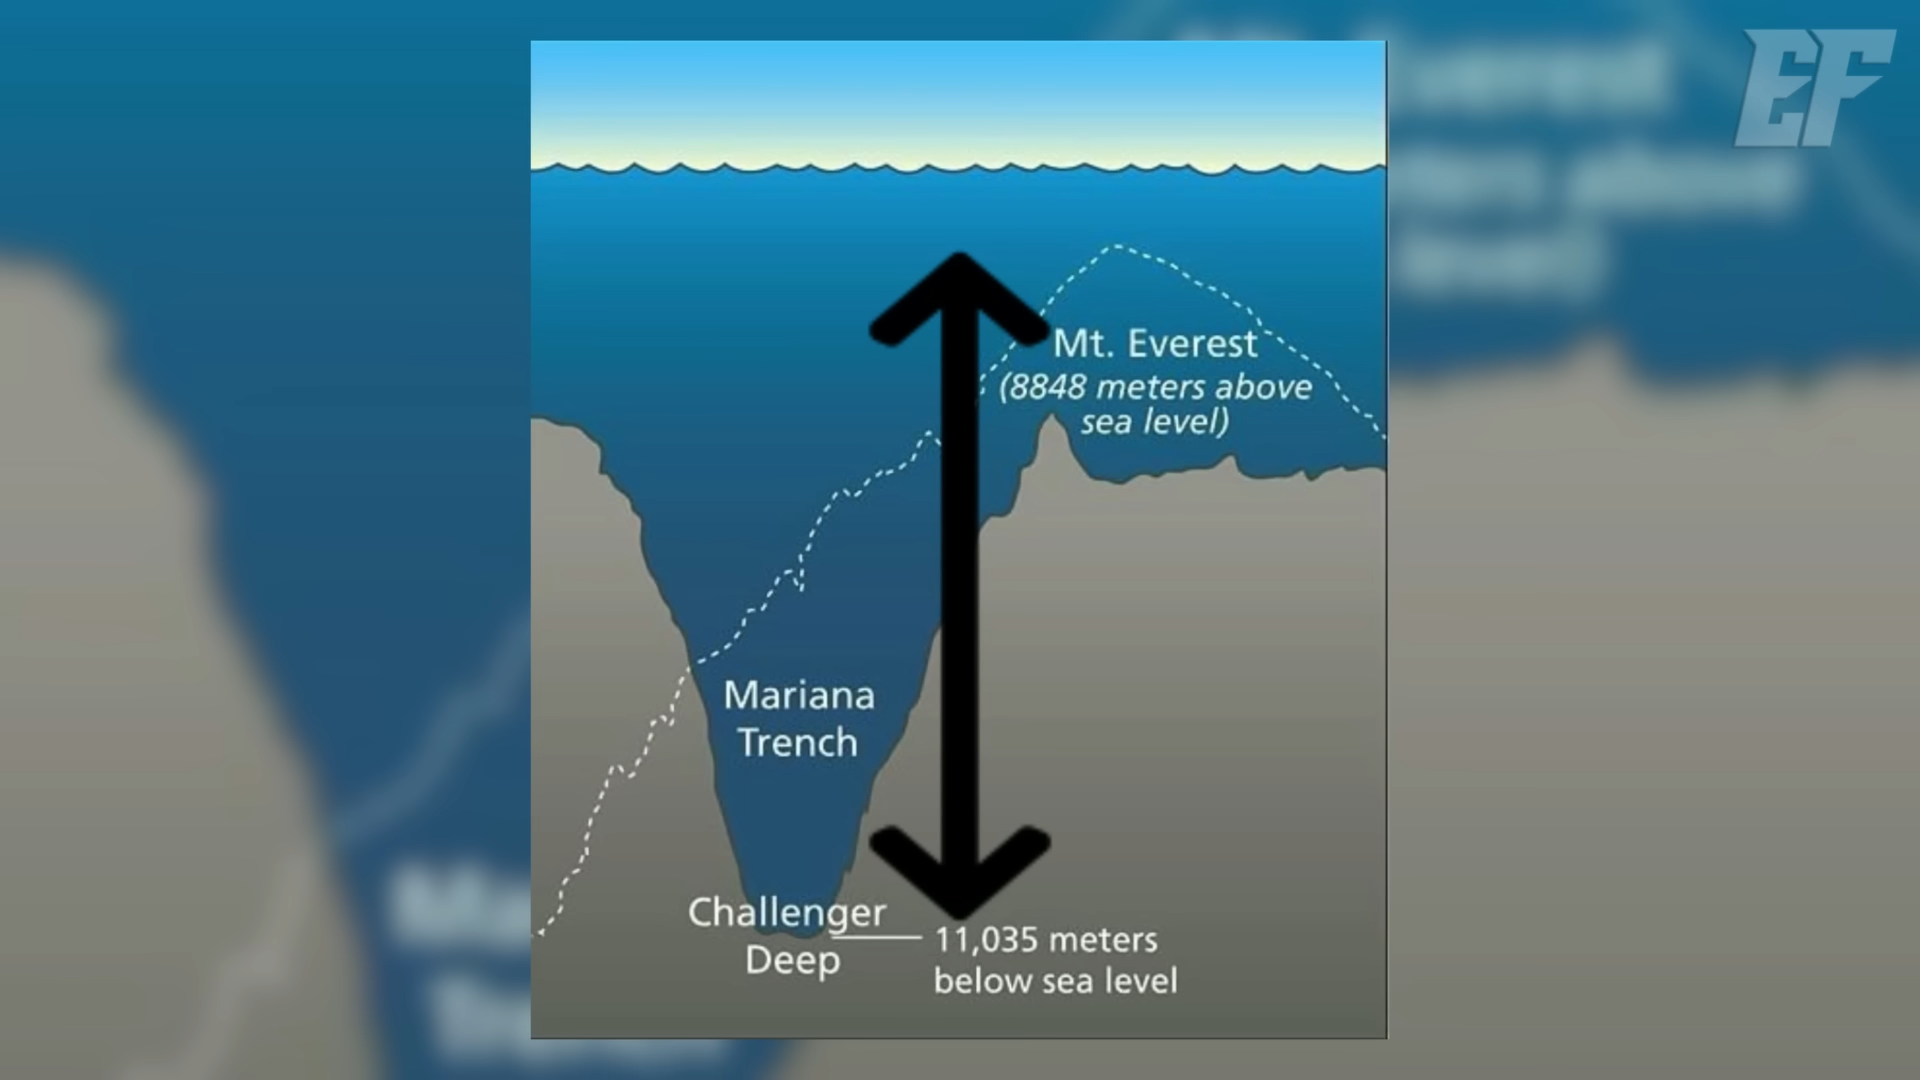 EF
Mt. Everest
(8848 meters above
sea level)
Mariana
Trench
Challenger
Deep
11,035 meters
below sea level